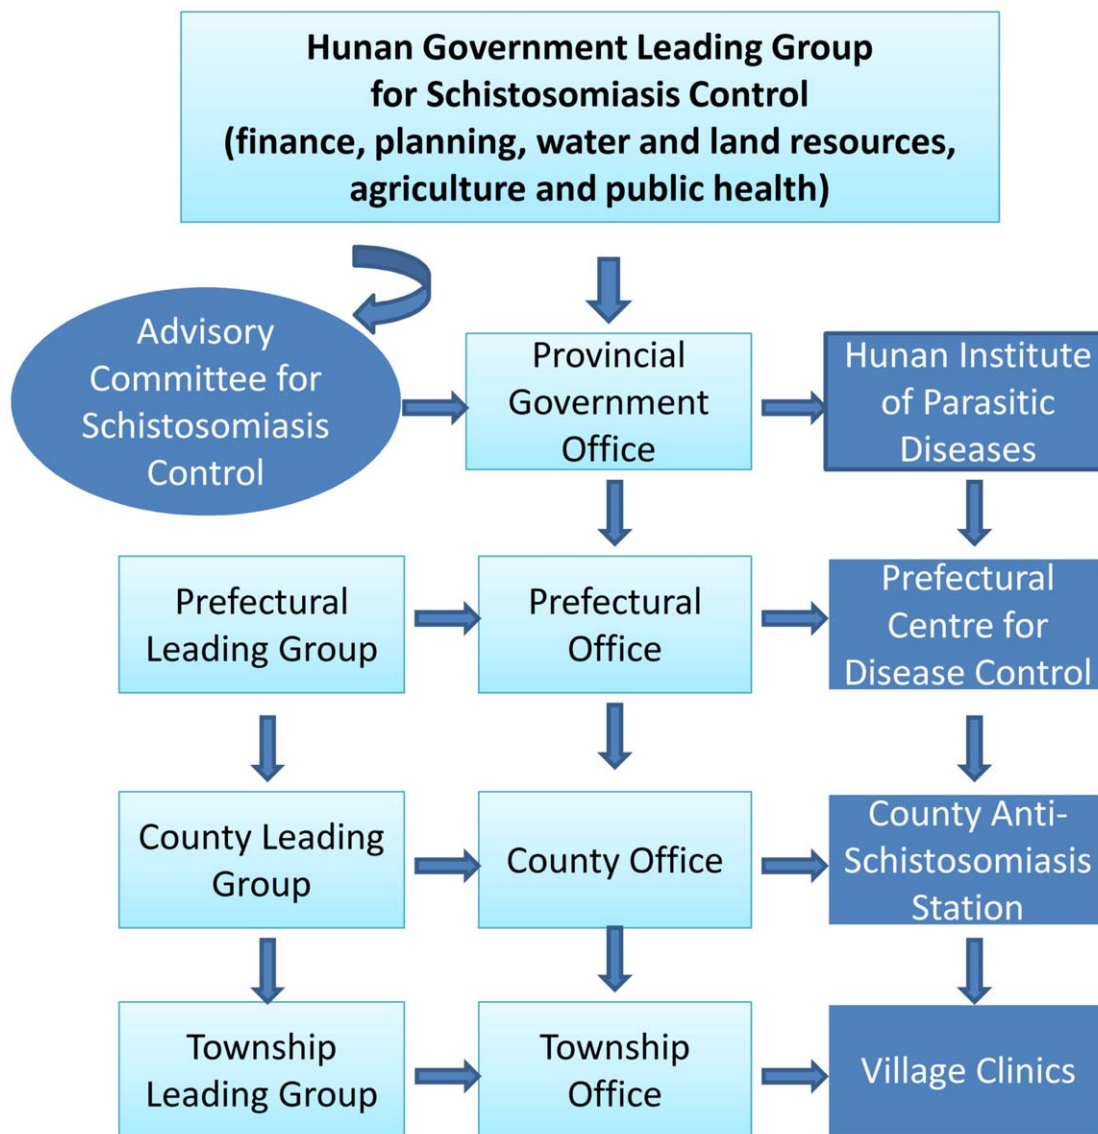 Hunan Government Leading Group
for Schistosomiasis Control
(finance, planning, water and land resources,
agriculture and public health)
Advisory
Committee for
Schistosomiasis
Control
Provincial
Government
Office
Hunan Institute
of Parasitic
Diseases
Prefectural
Leading Group
Prefectural
Office
Prefectural
Centre for
Disease Control
County Leading
Group
County Office
County Anti-
Schistosomiasis
Station
Township
Leading Group
Township
Office
Village Clinics